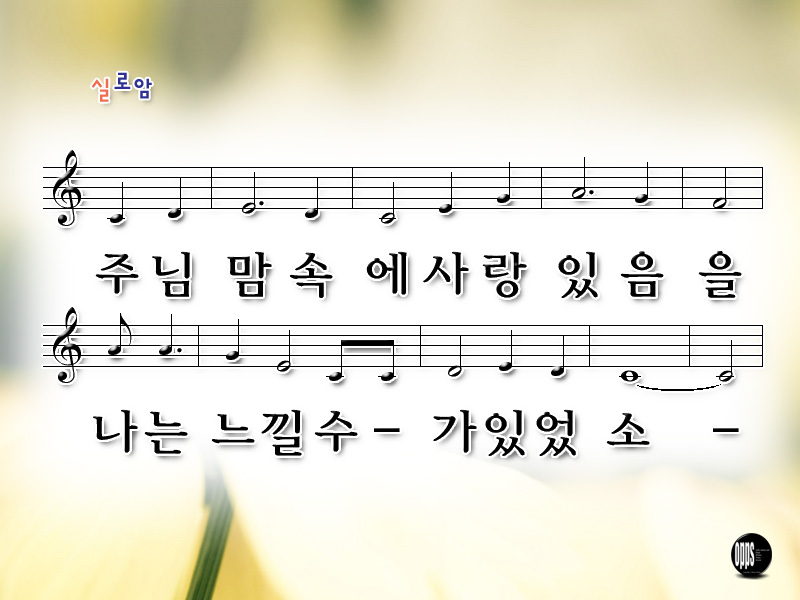 실로암
주님 맘속 에사랑 있음 을
나는 느낄수- 가있었 소 -
opps